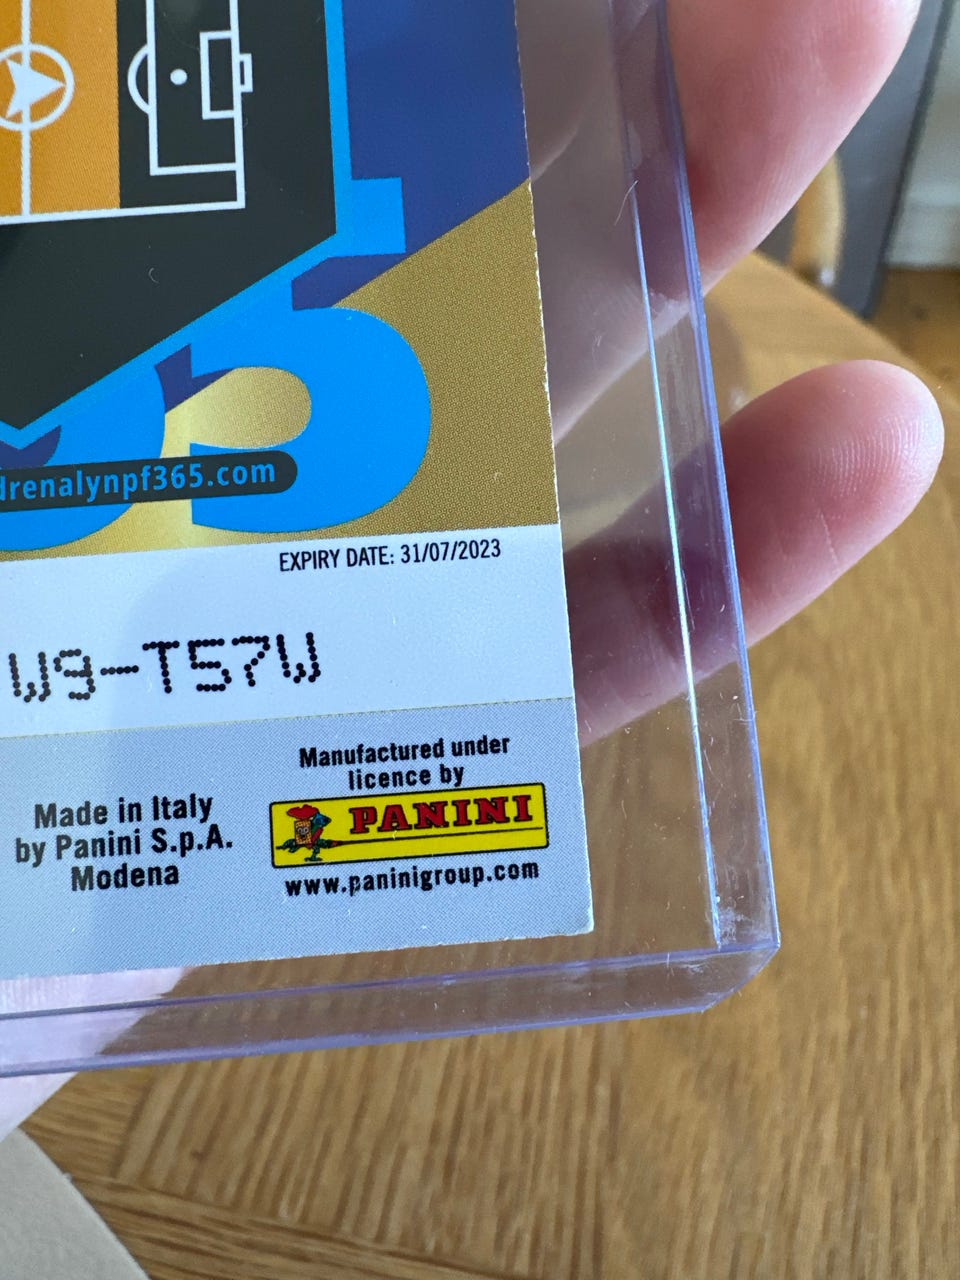 drenalynpf365.com
EXPIRY DATE: 31/07/2023
W9-T57W
Manufactured under
licence by
PANINI
www.paninigroup.com
Made in Italy
by Panini S.p.A.
Modena